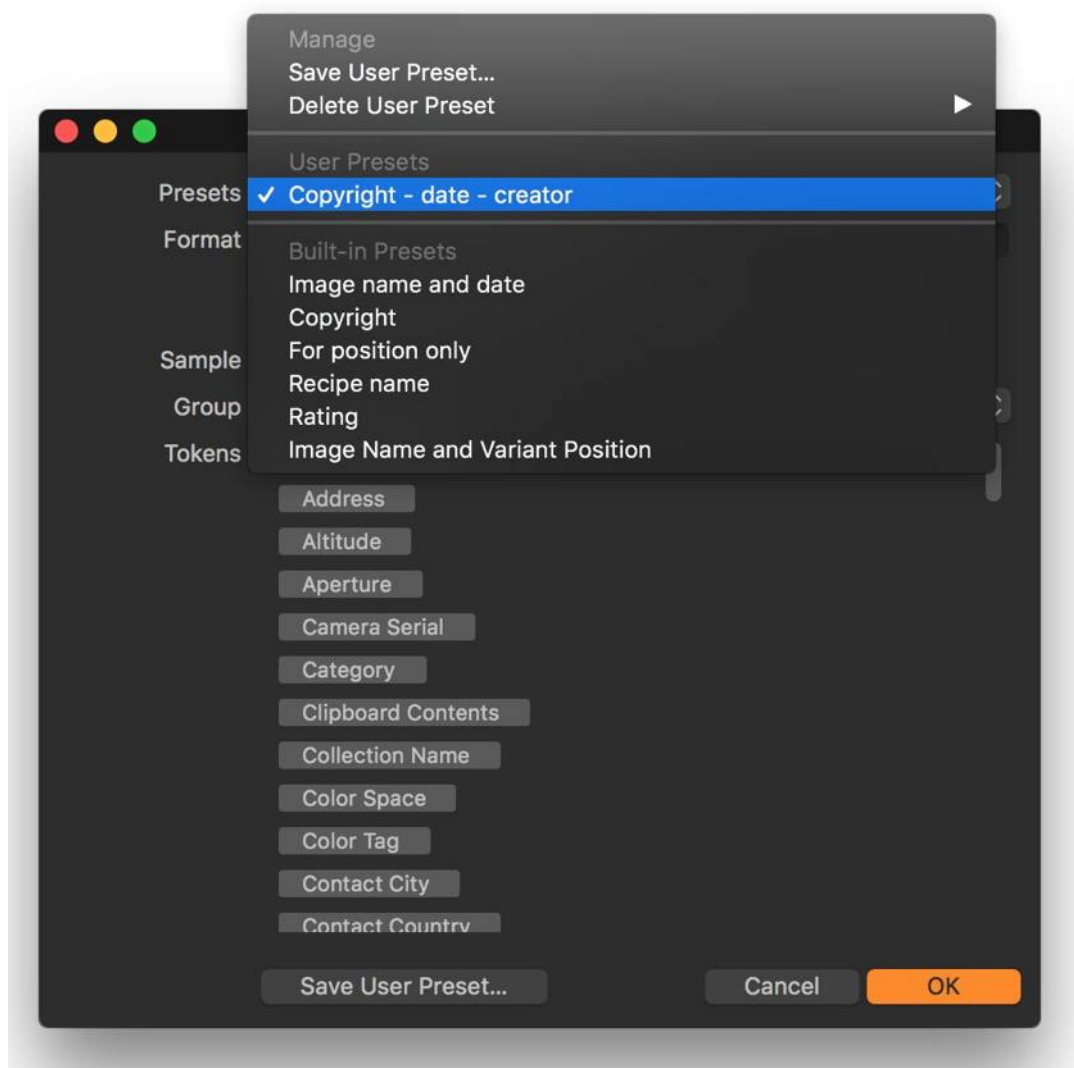 Manage
Save User Preset...
Delete User Preset
User Presets
Presets ✓ Copyright - date - creator
Format
Built-in Presets
Image name and date
Copyright
For position only
Sample
Recipe name
Group
Rating
Tokens
Image Name and Variant Position
Address
Altitude
Aperture
Camera Serial
Category
Clipboard Contents
Collection Name
Color Space
Color Tag
Contact City
Contact Country
Save User Preset... Cancel OK